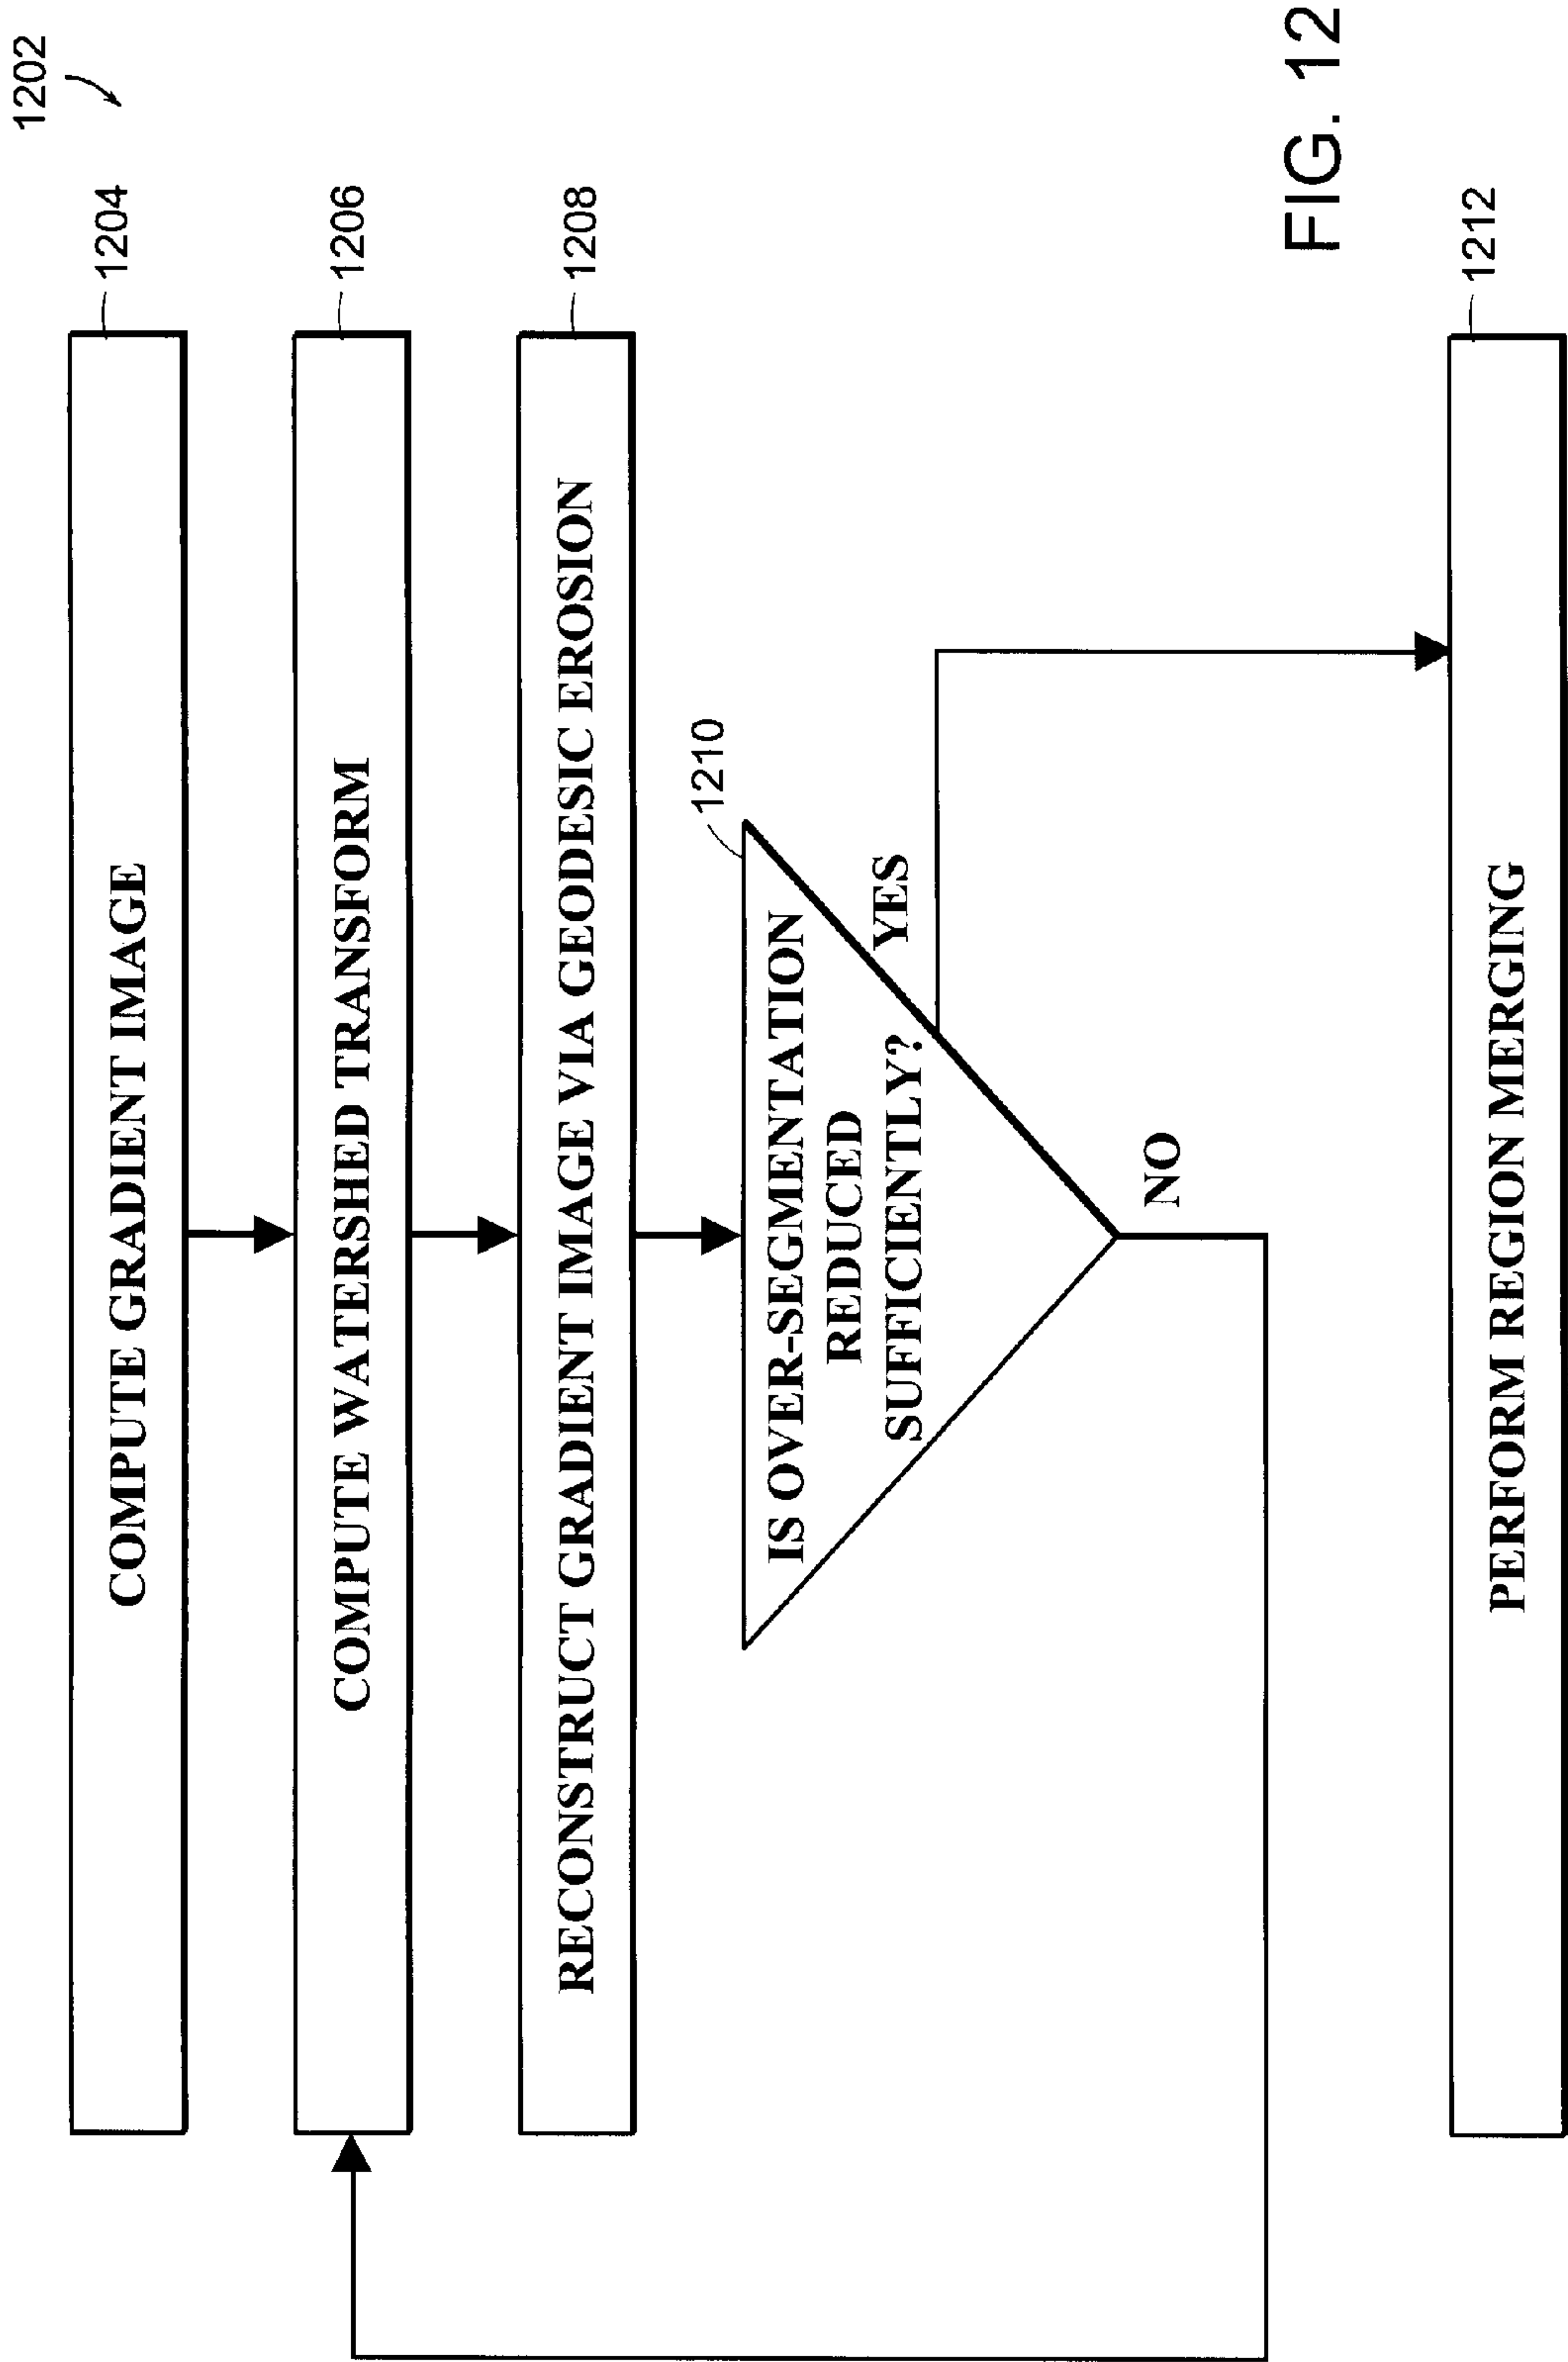 1202
1204
COMPUTE GRADIENT IMAGE
1206
COMPUTE WATERSHED TRANSFORM
1208
RECONSTRUCT GRADIENT IMAGE VIA GEODESIC EROSION
1210
IS OVER-SEGMENTATION
REDUCED
SUFFICIENTLY?
YES
NO
1212
PERFORM REGION MERGING
FIG. 12